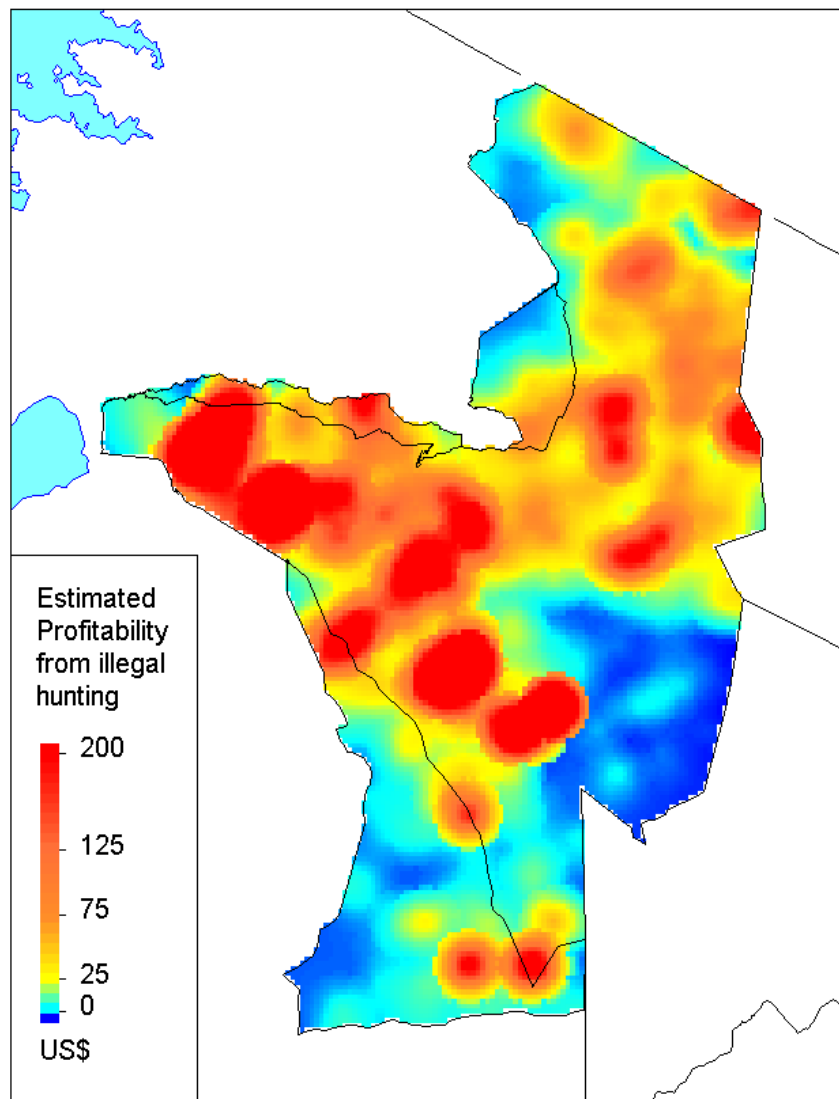 Estimated
Profitability
from illegal
hunting
200
125
75
25
0
US$